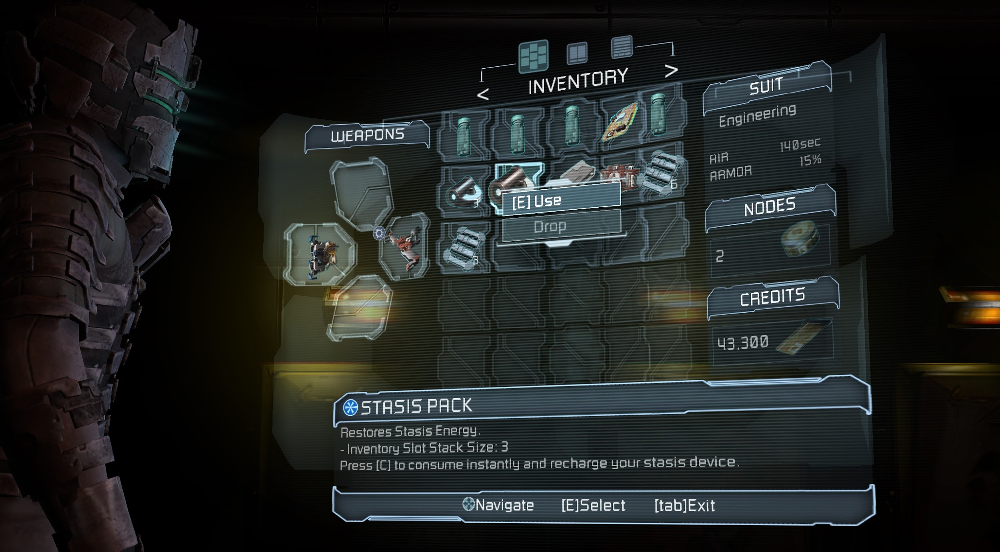 INVENTORY
<
>
WEAPONS
3
6
3
[E] Use
Drop
SUIT
Engineering
AIR 140sec
ARMOR 15%
NODES
2
CREDITS
43,300
STASIS PACK
Restores Stasis Energy.
- Inventory Slot Stack Size: 3
Press [C] to consume instantly and recharge your stasis device.
Navigate [E]Select [tab]Exit